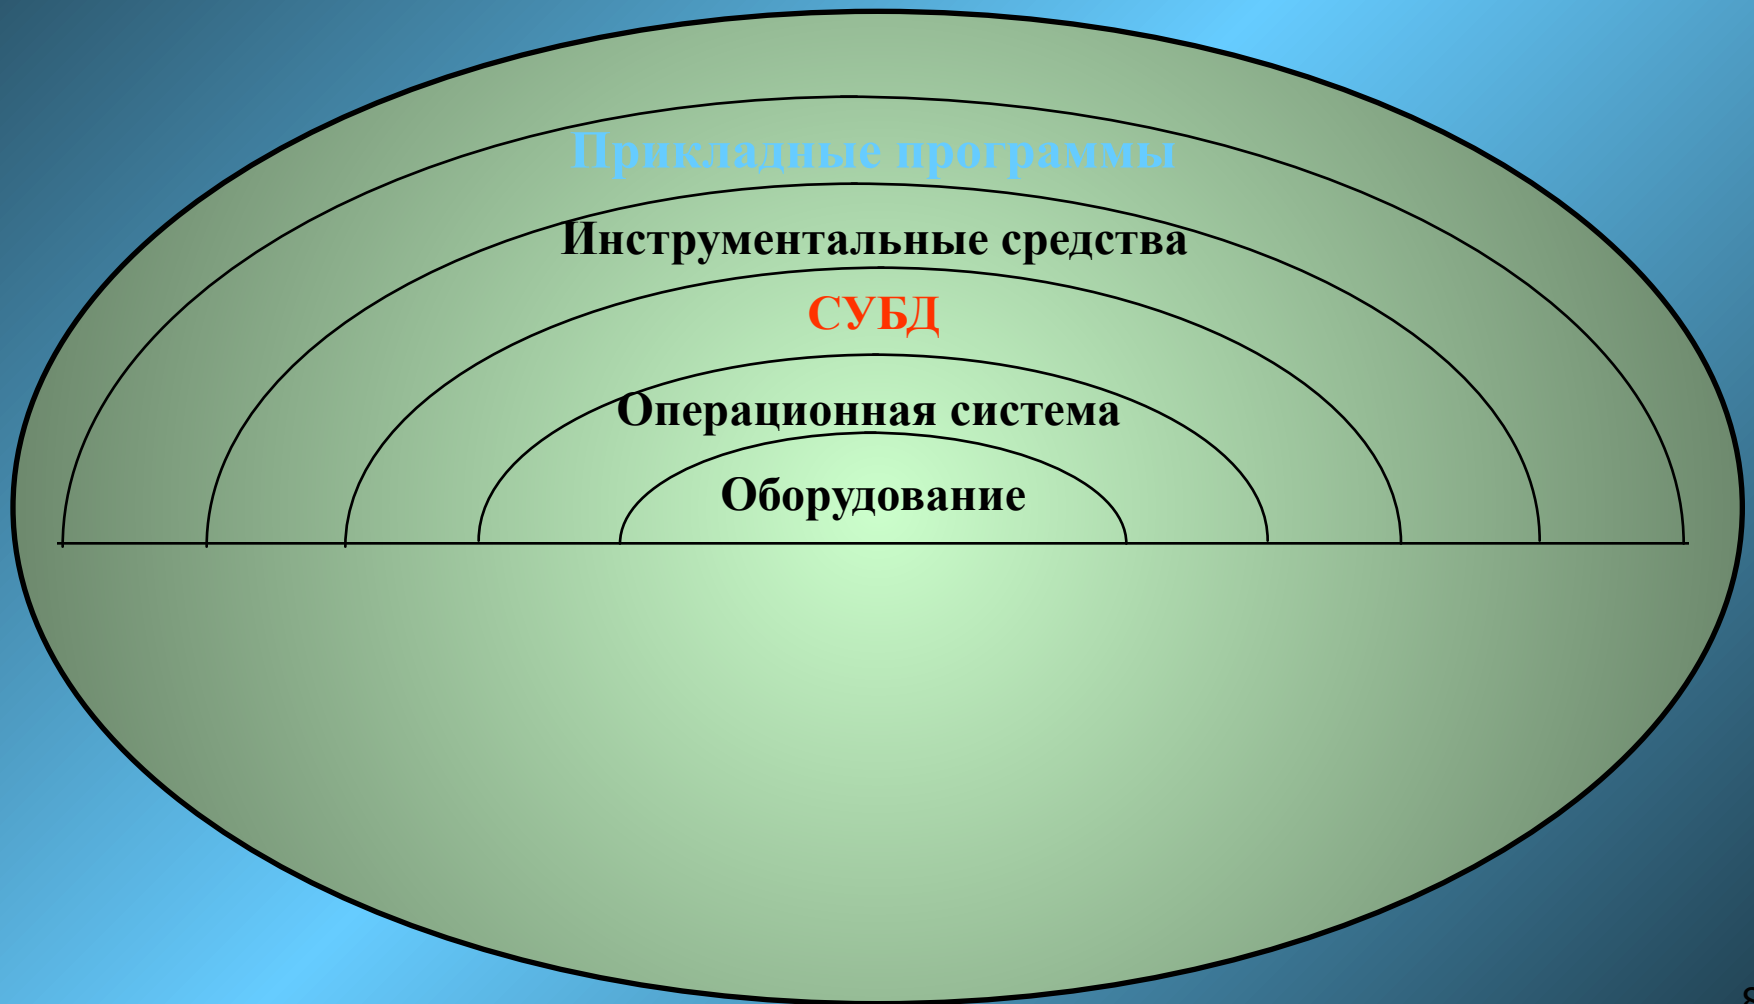 Прикладные программы
Инструментальные средства
СУБД
Операционная система
Оборудование